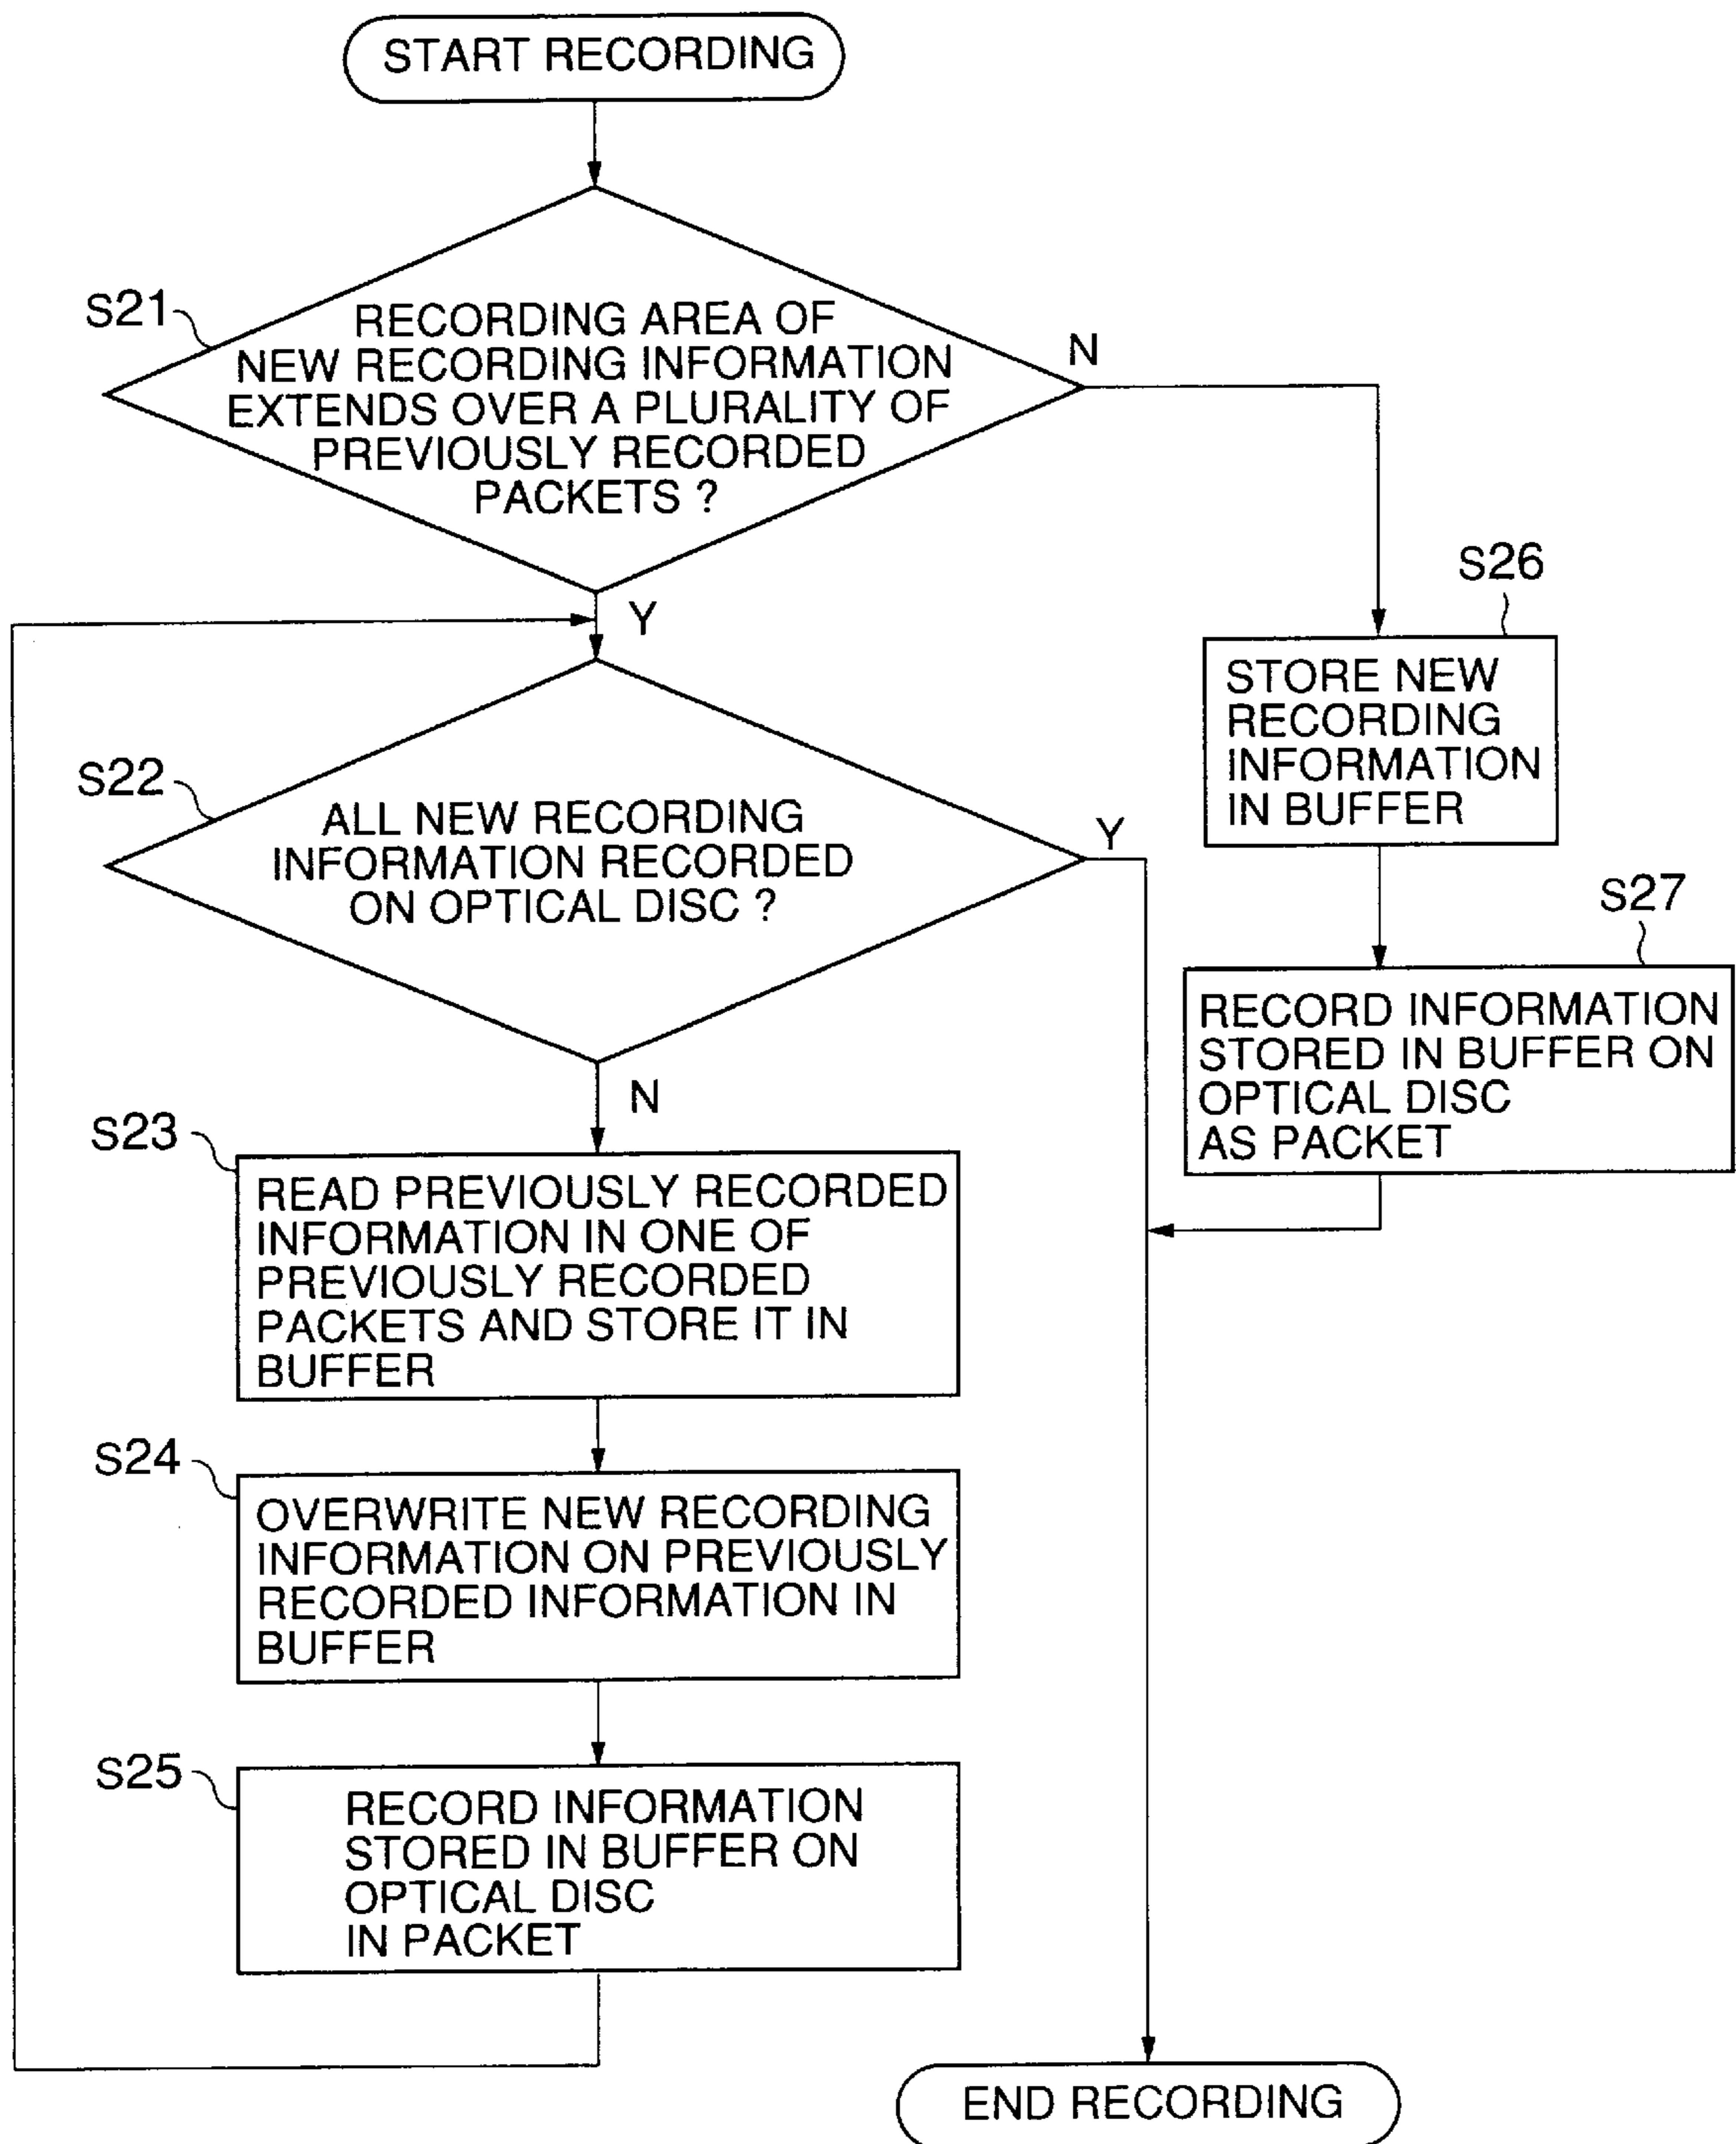 START RECORDING
S21
RECORDING AREA OF
NEW RECORDING INFORMATION
EXTENDS OVER A PLURALITY OF
PREVIOUSLY RECORDED
PACKETS ?
N
Y
S22
ALL NEW RECORDING
INFORMATION RECORDED
ON OPTICAL DISC ?
Y
N
S23
READ PREVIOUSLY RECORDED
INFORMATION IN ONE OF
PREVIOUSLY RECORDED
PACKETS AND STORE IT IN
BUFFER
S24
OVERWRITE NEW RECORDING
INFORMATION ON PREVIOUSLY
RECORDED INFORMATION IN
BUFFER
S25
RECORD INFORMATION
STORED IN BUFFER ON
OPTICAL DISC
IN PACKET
S26
STORE NEW
RECORDING
INFORMATION
IN BUFFER
S27
RECORD INFORMATION
STORED IN BUFFER ON
OPTICAL DISC
AS PACKET
END RECORDING